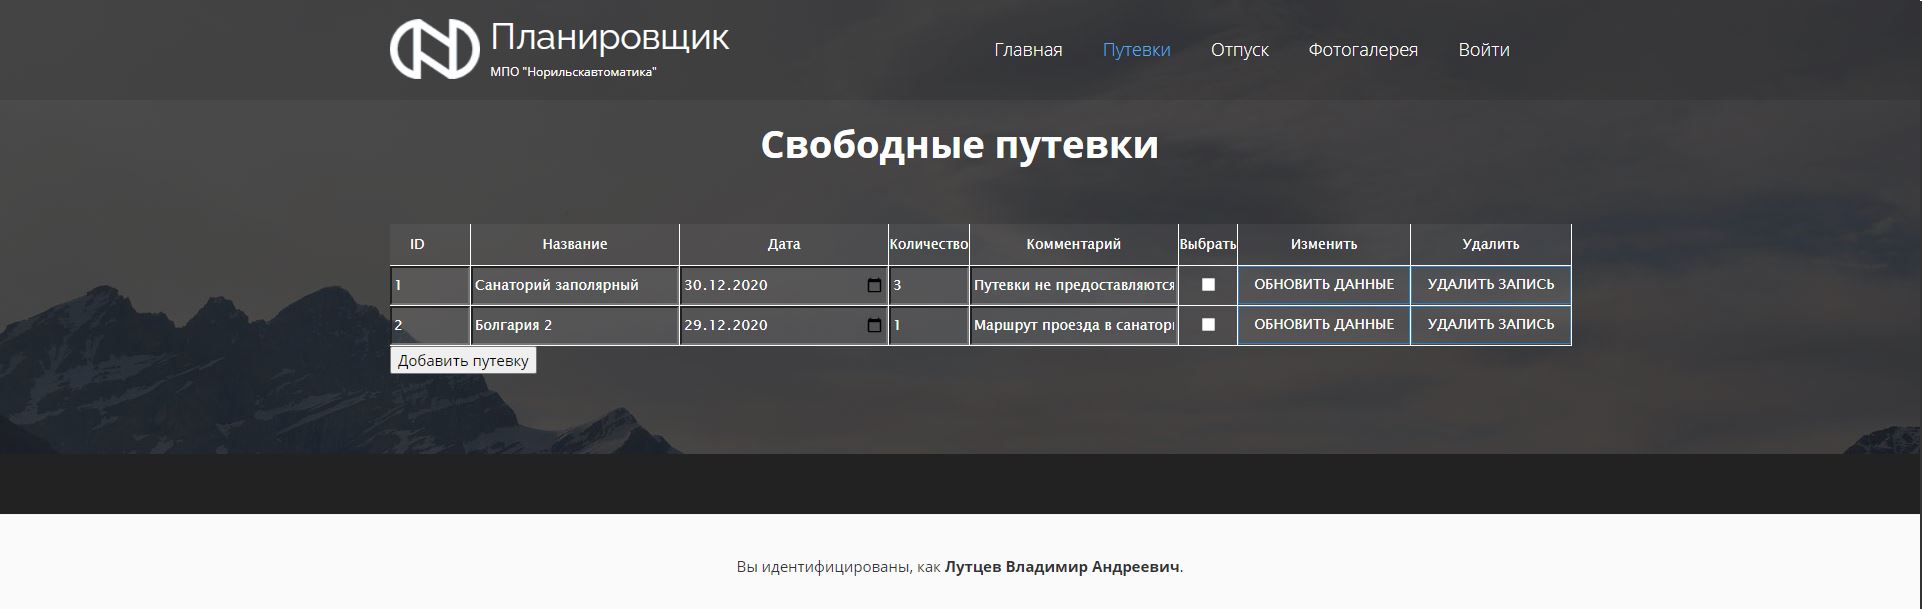 Планировщик
МПО "Норильскавтоматика"
Главная Путевки Отпуск Фотогалерея Войти
Свободные путевки
ID Название Дата Количество Комментарий Выбрать Изменить Удалить
1 Санаторий заполярный 30.12.2020 3 Путевки не предоставляются ОБНОВИТЬ ДАННЫЕ УДАЛИТЬ ЗАПИСЬ
2 Болгария 2 29.12.2020 1 Маршрут проезда в санатори ОБНОВИТЬ ДАННЫЕ УДАЛИТЬ ЗАПИСЬ
Добавить путевку
Вы идентифицированы, как Лутцев Владимир Андреевич.